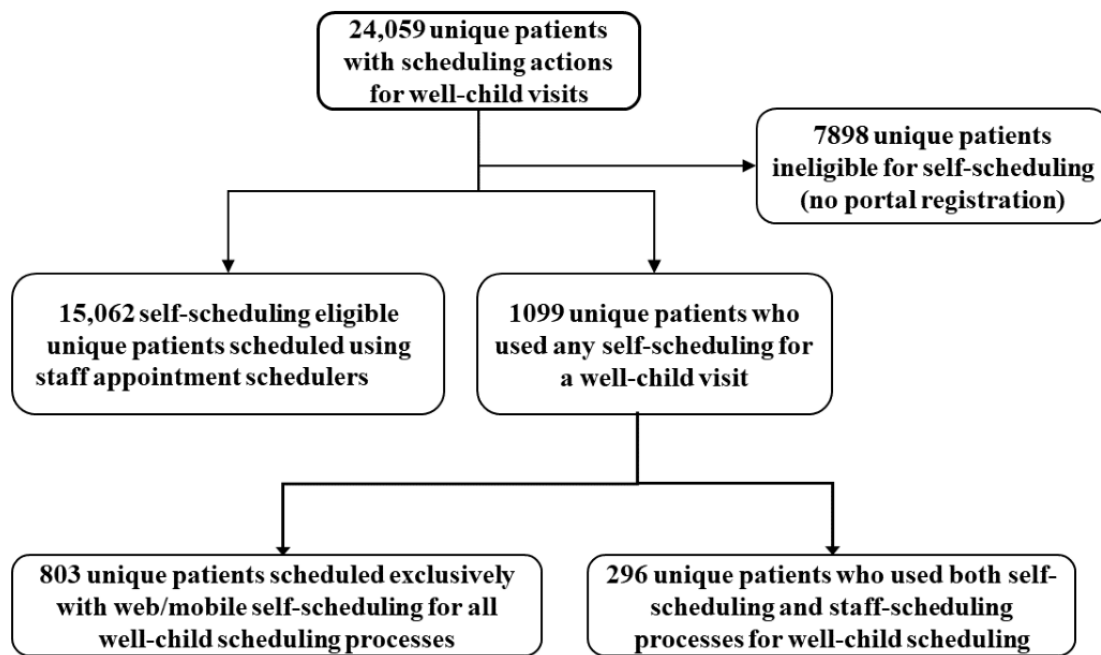 24,059 unique patients
with scheduling actions
for well-child visits
7898 unique patients
ineligible for self-scheduling
(no portal registration)
15,062 self-scheduling eligible
unique patients scheduled using
staff appointment schedulers
1099 unique patients who
used any self-scheduling for
a well-child visit
803 unique patients scheduled exclusively
with web/mobile self-scheduling for all
well-child scheduling processes
296 unique patients who used both self-
scheduling and staff-scheduling
processes for well-child scheduling